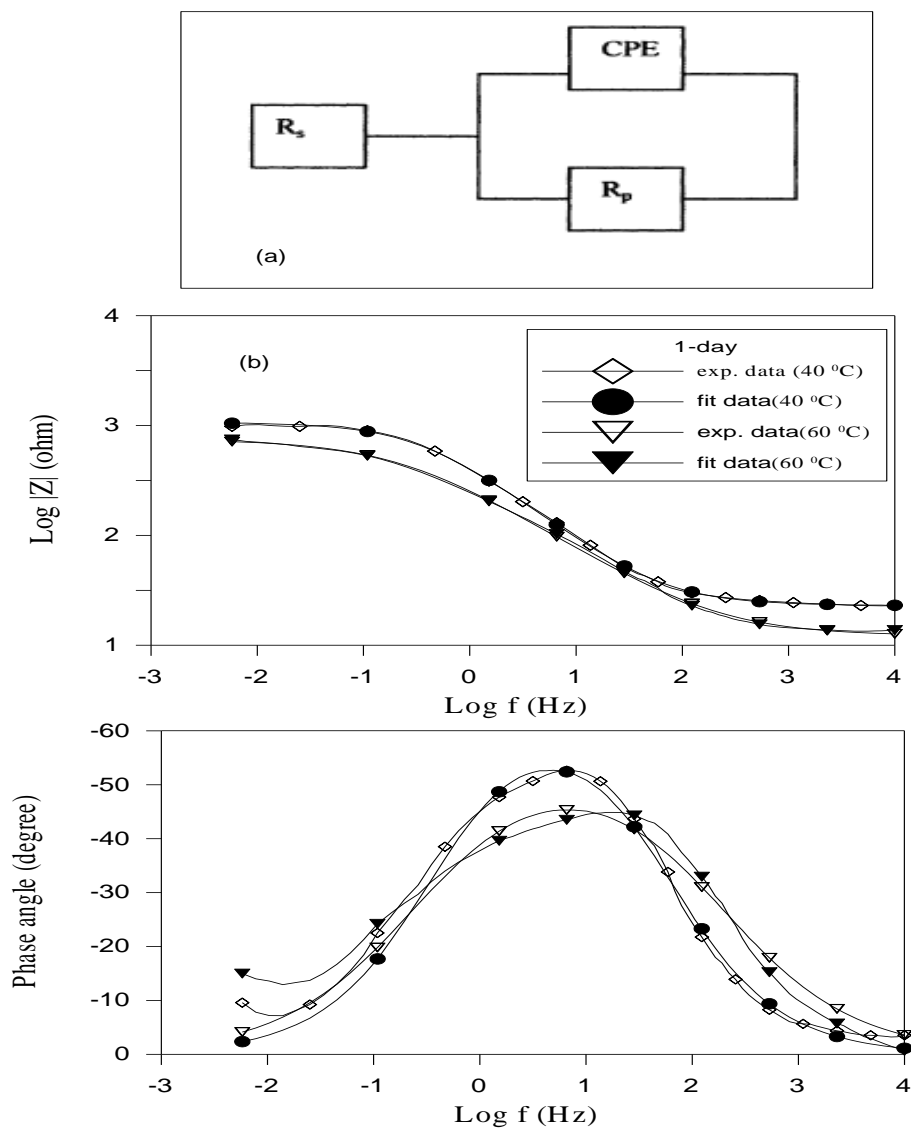 CPE
Rs
Rp
(a)
4
3
2
1
Log |Z| (ohm)
(b)
1-day
exp. data (40 ⁰C)
fit data(40 ⁰C)
exp. data(60 ⁰C)
fit data(60 ⁰C)
-3 -2 -1 0 1 2 3 4
Log f (Hz)
-60
-50
-40
-30
-20
-10
0
Phase angle (degree)
-3 -2 -1 0 1 2 3 4
Log f (Hz)